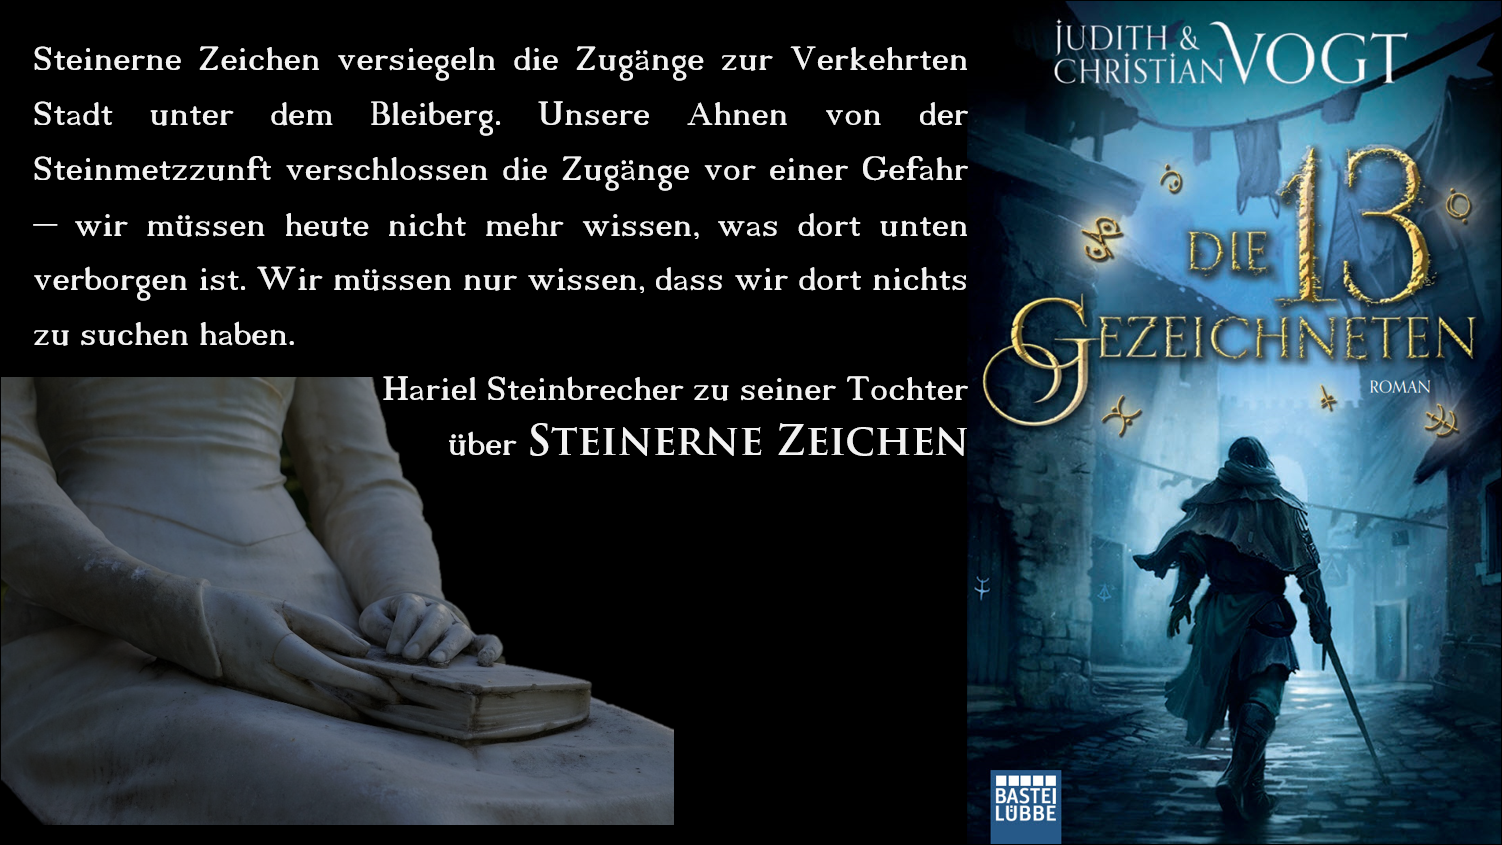 Steinerne Zeichen versiegeln die Zugänge zur Verkehrten
Stadt unter dem Bleiberg. Unsere Ahnen von der
Steinmetzzunft verschlossen die Zugänge vor einer Gefahr
— wir müssen heute nicht mehr wissen, was dort unten
verborgen ist. Wir müssen nur wissen, dass wir dort nichts
zu suchen haben.
Hariel Steinbrecher zu seiner Tochter
über STEINERNE ZEICHEN
JUDITH &
CHRISTIAN VOGT
DIE 13
GEZEICHNETEN
ROMAN
BASTEI
LÜBBE